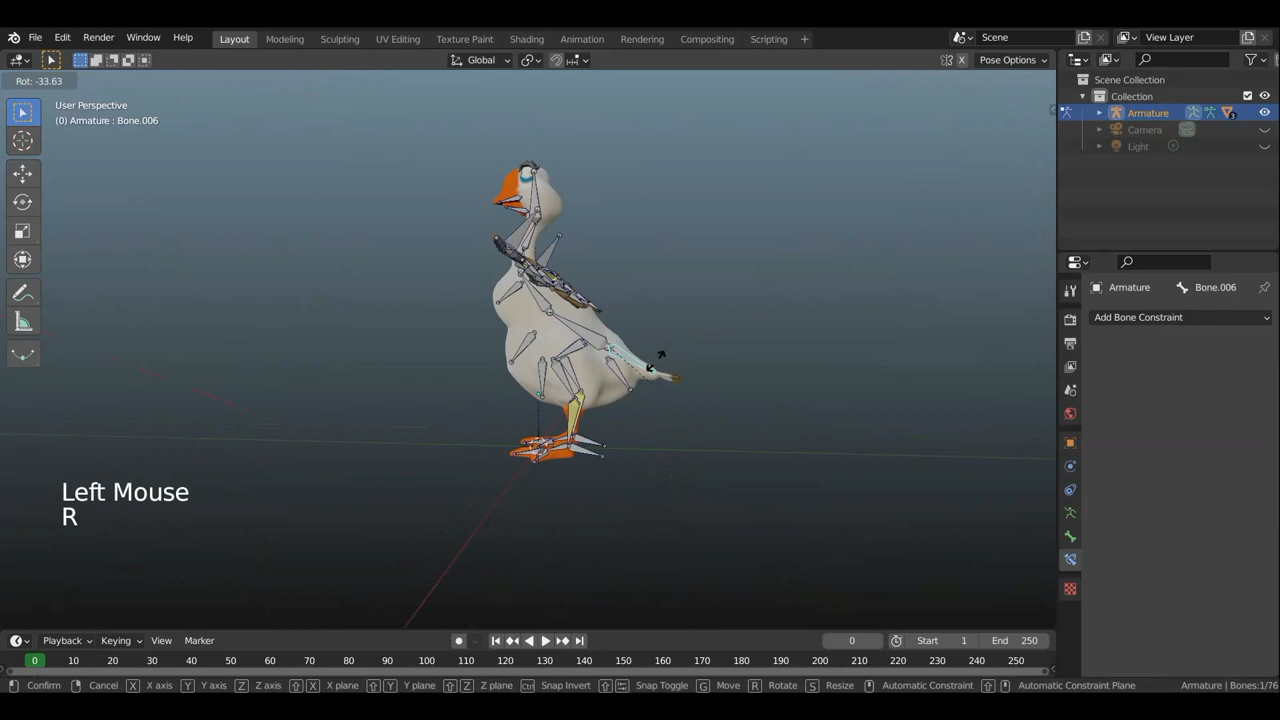 File Edit Render Window Help Layout Modeling Sculpting UV Editing Texture Paint Shading Animation Rendering Compositing Scripting + Scene View Layer
Global X Pose Options
Rot: -33.63
User Perspective
(0) Armature : Bone.006
Scene Collection
Collection
Armature 3
Camera
Light
Armature Bone.006
Add Bone Constraint
Left Mouse
R
Playback Keying View Marker 0 Start 1 End 250
0 10 20 30 40 50 60 70 80 90 100 110 120 130 140 150 160 170 180 190 200 210 220 230 240 250
Confirm Cancel X X axis Y Y axis Z Z axis X X plane Y Y plane Z Z plane Ctrl Snap Invert Snap Toggle G Move R Rotate S Resize Automatic Constraint Automatic Constraint Plane Armature | Bones:1/76